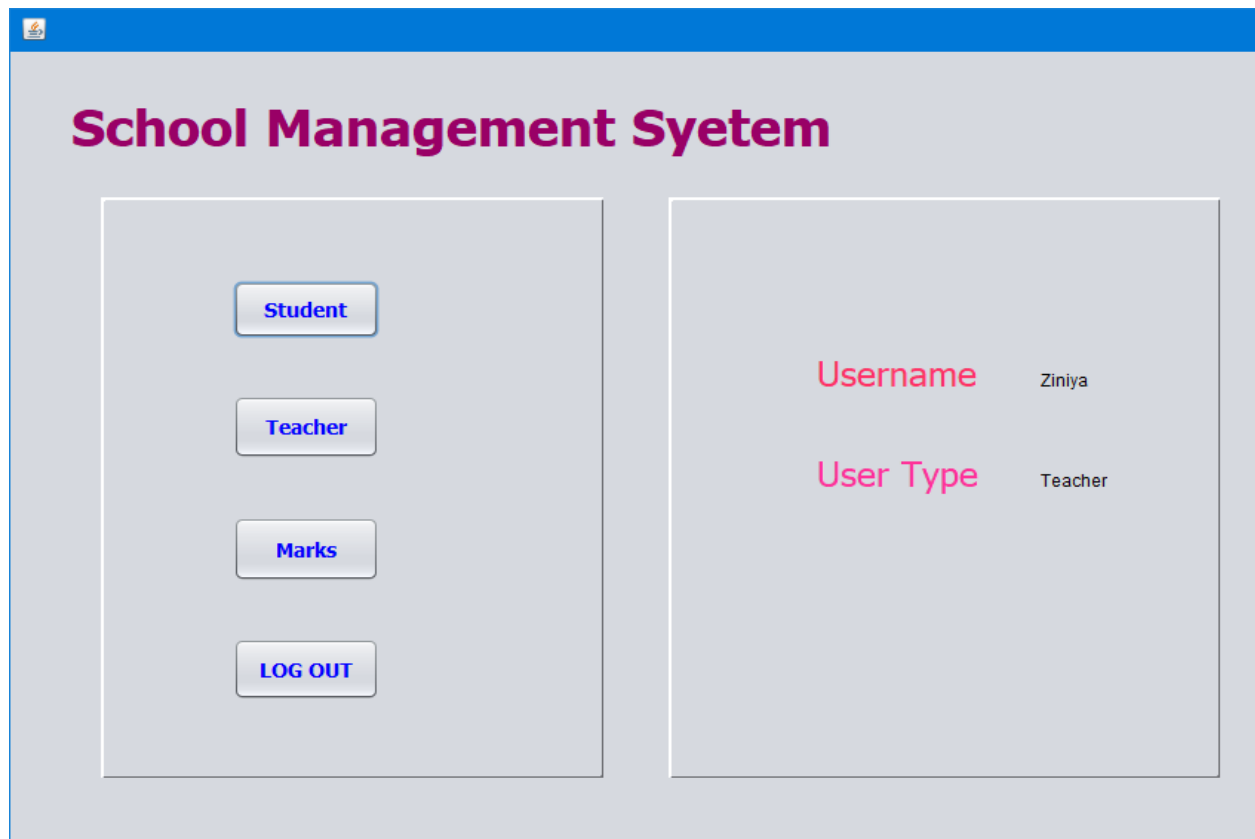 School Management Syetem
Student
Teacher
Marks
LOG OUT
Username Ziniya
User Type Teacher